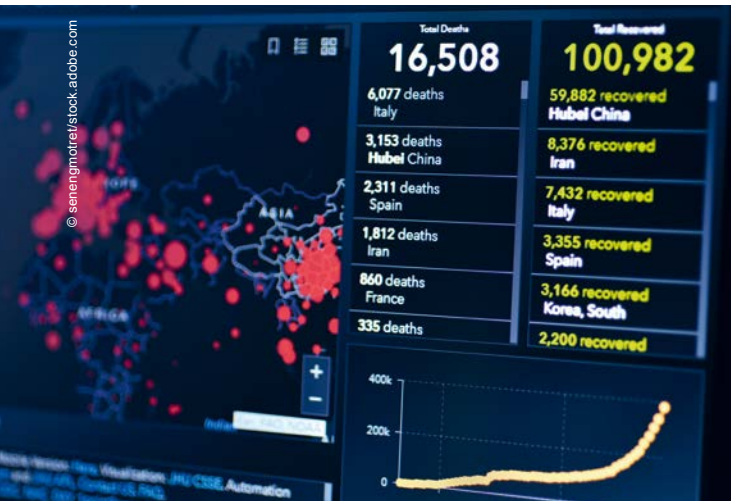 © senengmotret/stock.adobe.com
Total Deaths
16,508
6,077 deaths
Italy
3,153 deaths
Hubei China
2,311 deaths
Spain
1,812 deaths
Iran
860 deaths
France
335 deaths
Total Recovered
100,982
59,882 recovered
Hubei China
8,376 recovered
Iran
7,432 recovered
Italy
3,355 recovered
Spain
3,166 recovered
Korea, South
2,200 recovered
ASIA
AFRICA
+
−
400k
200k
0
Visualization: JHU CSSE. Automation